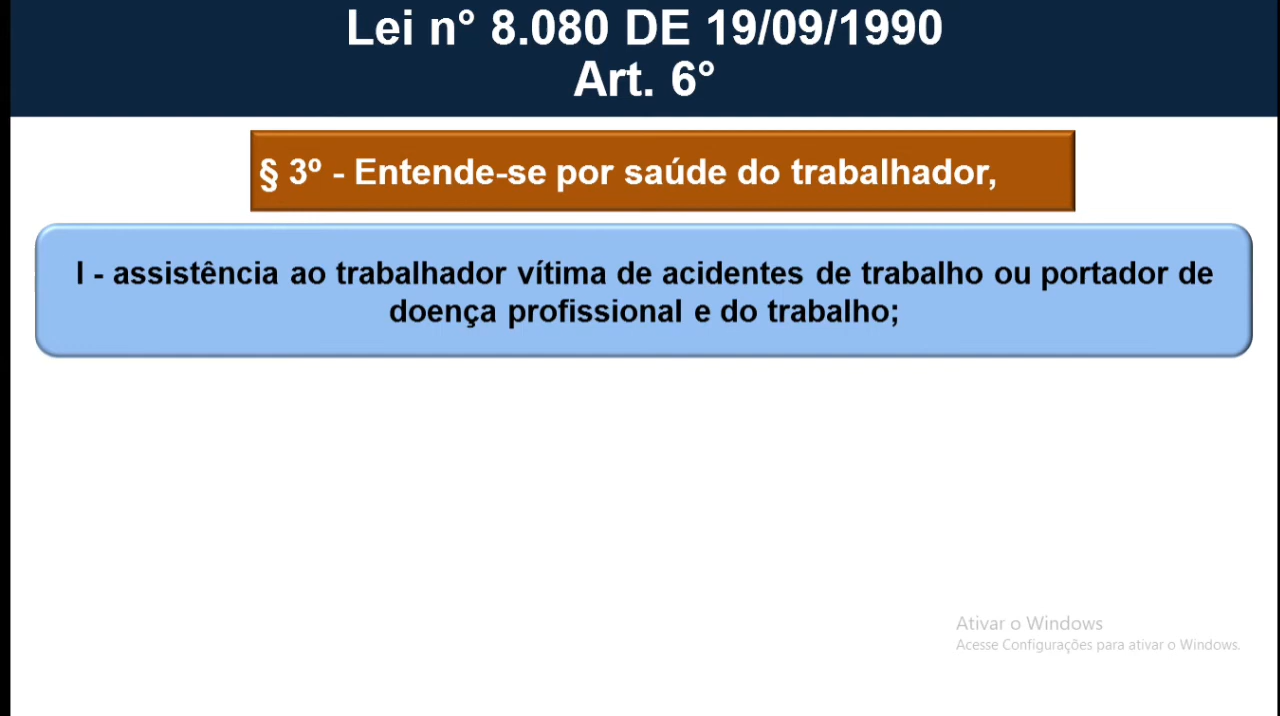 Lei n° 8.080 DE 19/09/1990
Art. 6°
§ 3º - Entende-se por saúde do trabalhador,
I - assistência ao trabalhador vítima de acidentes de trabalho ou portador de
doença profissional e do trabalho;
Ativar o Windows
Acesse Configurações para ativar o Windows.